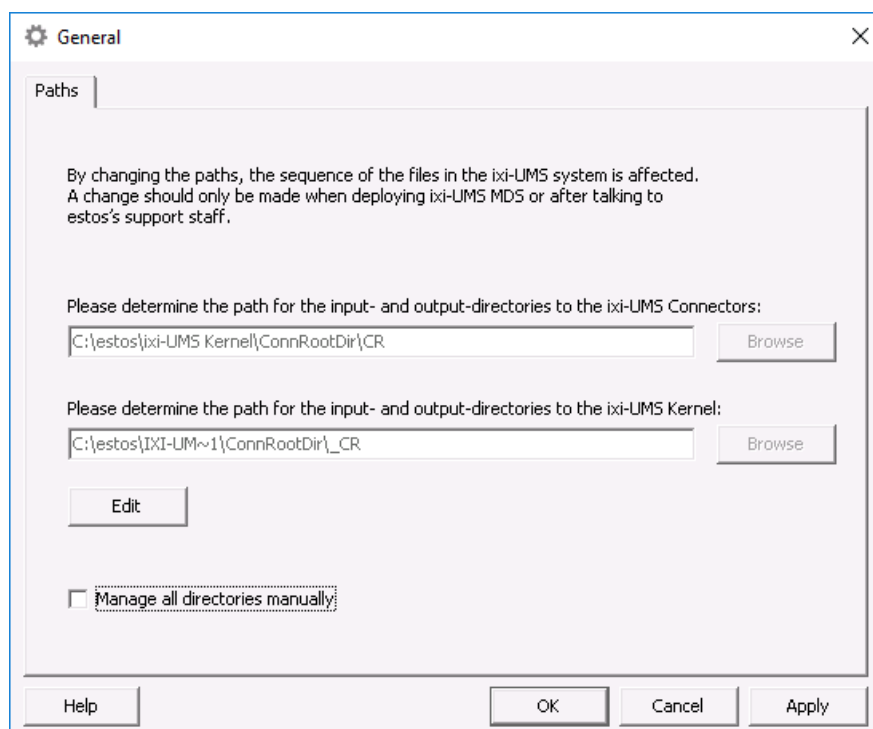 General
Paths
By changing the paths, the sequence of the files in the ixi-UMS system is affected.
A change should only be made when deploying ixi-UMS MDS or after talking to
estos's support staff.
Please determine the path for the input- and output-directories to the ixi-UMS Connectors:
C:\estos\ixi-UMS Kernel\ConnRootDir\CR
Browse
Please determine the path for the input- and output-directories to the ixi-UMS Kernel:
C:\estos\IXI-UM~1\ConnRootDir\_CR
Browse
Edit
Manage all directories manually
Help
OK
Cancel
Apply